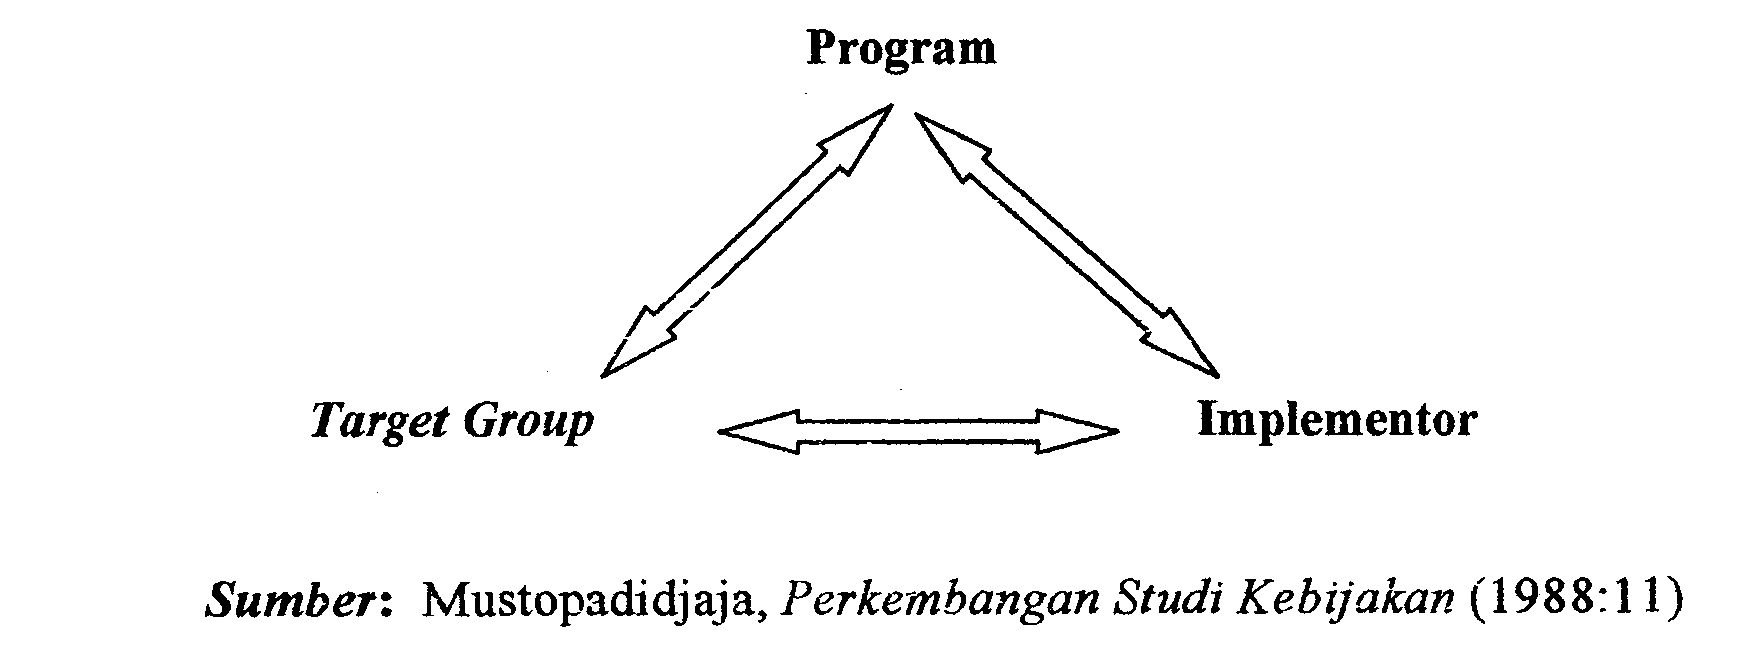 Program
Target Group Implementor
Sumber: Mustopadidjaja, Perkembangan Studi Kebijakan (1988:11)